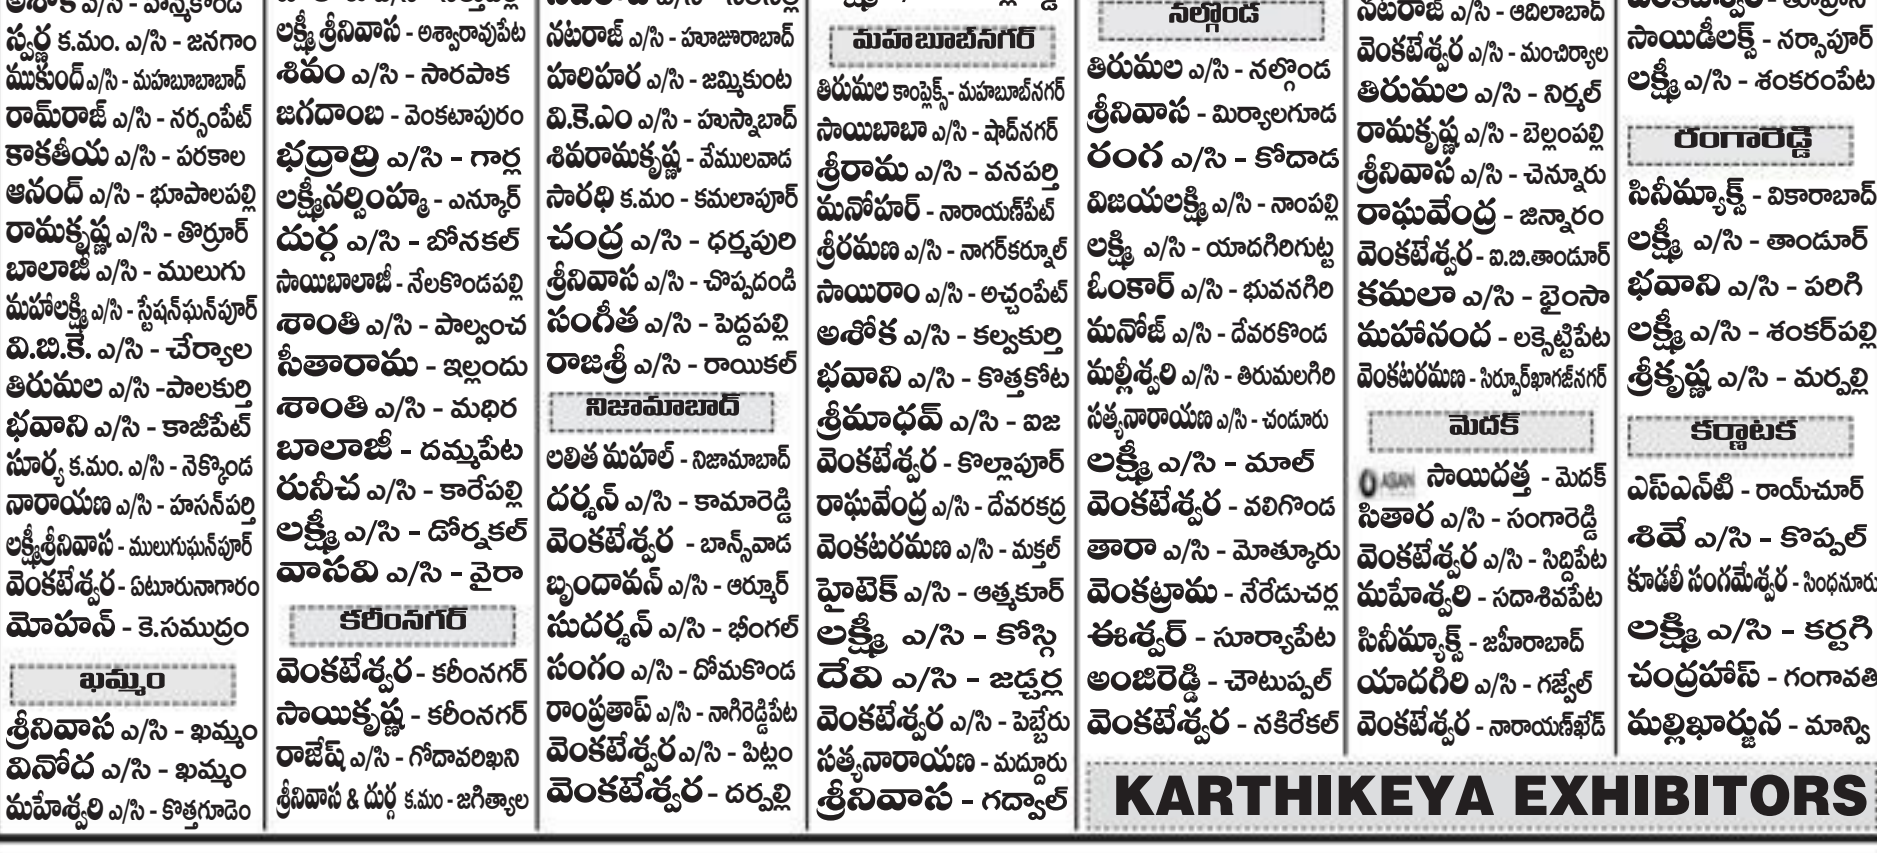 స్వర్ణ క.మం. ఎ/సి - జనగాం
ముకుంద్ ఎ/సి - మహబూబాబాద్
రామ్‌రాజ్ ఎ/సి - నర్సంపేట్
కాకతీయ ఎ/సి - పరకాల
ఆనంద్ ఎ/సి - భూపాలపల్లి
రామకృష్ణ ఎ/సి - తొర్రూర్
బాలాజీ ఎ/సి - ములుగు
మహాలక్ష్మి ఎ/సి - స్టేషన్‌ఘన్‌పూర్
వి.బి.కె. ఎ/సి - చేర్యాల
తిరుమల ఎ/సి -పాలకుర్తి
భవాని ఎ/సి - కాజీపేట్
సూర్య క.మం. ఎ/సి - నెక్కొండ
నారాయణ ఎ/సి - హసన్‌పర్తి
లక్ష్మీశ్రీనివాస - ములుగుఘన్‌పూర్
వెంకటేశ్వర - ఏటూరునాగారం
మోహన్ - కె.సముద్రం
ఖమ్మం
శ్రీనివాస ఎ/సి - ఖమ్మం
వినోద ఎ/సి - ఖమ్మం
మహేశ్వరి ఎ/సి - కొత్తగూడెం
లక్ష్మీ శ్రీనివాస - అశ్వారావుపేట
శివం ఎ/సి - సారపాక
జగదాంబ - వెంకటాపురం
భద్రాద్రి ఎ/సి - గార్ల
లక్ష్మీనర్సింహ్మ - ఎన్కూర్
దుర్గ ఎ/సి - బోనకల్
సాయిబాలాజీ - నేలకొండపల్లి
శాంతి ఎ/సి - పాల్వంచ
సీతారామ - ఇల్లందు
శాంతి ఎ/సి - మధిర
బాలాజీ - దమ్మపేట
రునీచ ఎ/సి - కారేపల్లి
లక్ష్మీ ఎ/సి - డోర్నకల్
వాసవి ఎ/సి - వైరా
కరీంనగర్
వెంకటేశ్వర - కరీంనగర్
సాయికృష్ణ - కరీంనగర్
రాజేష్ ఎ/సి - గోదావరిఖని
శ్రీనివాస & దుర్గ క.మం - జగిత్యాల
నటరాజ్ ఎ/సి - హుజూరాబాద్
హరిహర ఎ/సి - జమ్మికుంట
వి.కె.ఎం ఎ/సి - హుస్నాబాద్
శివరామకృష్ణ - వేములవాడ
సారధి క.మం - కమలాపూర్
చంద్ర ఎ/సి - ధర్మపురి
శ్రీనివాస ఎ/సి - చొప్పదండి
సంగీత ఎ/సి - పెద్దపల్లి
రాజశ్రీ ఎ/సి - రాయికల్
నిజామాబాద్
లలిత మహల్ - నిజామాబాద్
దర్శన్ ఎ/సి - కామారెడ్డి
వెంకటేశ్వర - బాన్స్‌వాడ
బృందావన్ ఎ/సి - ఆర్మూర్
సుదర్శన్ ఎ/సి - భీంగల్
సంగం ఎ/సి - దోమకొండ
రాంప్రతాప్ ఎ/సి - నాగిరెడ్డిపేట
వెంకటేశ్వర ఎ/సి - పిట్లం
వెంకటేశ్వర - దర్పల్లి
మహబూబ్‌నగర్
తిరుమల కాంప్లెక్స్- మహబూబ్‌నగర్
సాయిబాబా ఎ/సి - షాద్‌నగర్
శ్రీరామ ఎ/సి - వనపర్తి
మనోహర్ - నారాయణ్‌పేట్
శ్రీరమణ ఎ/సి - నాగర్‌కర్నూల్
సాయిరాం ఎ/సి - అచ్చంపేట్
అశోక ఎ/సి - కల్వకుర్తి
భవాని ఎ/సి - కొత్తకోట
శ్రీమాధవ్ ఎ/సి - ఐజ
వెంకటేశ్వర - కొల్లాపూర్
రాఘవేంద్ర ఎ/సి - దేవరకద్ర
వెంకటరమణ ఎ/సి - మక్తల్
హైటెక్ ఎ/సి - ఆత్మకూర్
లక్ష్మీ ఎ/సి - కోస్గి
దేవి ఎ/సి - జడ్చర్ల
వెంకటేశ్వర ఎ/సి - పెబ్బేరు
సత్యనారాయణ - మద్దూరు
శ్రీనివాస - గద్వాల్
నల్గొండ
తిరుమల ఎ/సి - నల్గొండ
శ్రీనివాస - మిర్యాలగూడ
రంగ ఎ/సి - కోదాడ
విజయలక్ష్మి ఎ/సి - నాంపల్లి
లక్ష్మి ఎ/సి - యాదగిరిగుట్ట
ఓంకార్ ఎ/సి - భువనగిరి
మనోజ్ ఎ/సి - దేవరకొండ
మల్లీశ్వరి ఎ/సి - తిరుమలగిరి
సత్యనారాయణ ఎ/సి - చండూరు
లక్ష్మీ ఎ/సి - మాల్
వెంకటేశ్వర - వలిగొండ
తారా ఎ/సి - మోత్కూరు
వెంకట్రామ - నేరేడుచర్ల
ఈశ్వర్ - సూర్యాపేట
అంజిరెడ్డి - చౌటుప్పల్
వెంకటేశ్వర - నకిరేకల్
నటరాజ్ ఎ/సి - ఆదిలాబాద్
వెంకటేశ్వర ఎ/సి - మంచిర్యాల
తిరుమల ఎ/సి - నిర్మల్
రామకృష్ణ ఎ/సి - బెల్లంపల్లి
శ్రీనివాస ఎ/సి - చెన్నూరు
రాఘవేంద్ర - జిన్నారం
వెంకటేశ్వర - ఐ.బి.తాండూర్
కమలా ఎ/సి - భైంసా
మహానంద - లక్సెట్టిపేట
వెంకటరమణ - సిర్పూర్‌ఖాగజ్‌నగర్
మెదక్
ASIAN సాయిదత్త - మెదక్
సితార ఎ/సి - సంగారెడ్డి
వెంకటేశ్వర ఎ/సి - సిద్దిపేట
మహేశ్వరి - సదాశివపేట
సినీమ్యాక్స్ - జహీరాబాద్
యాదగిరి ఎ/సి - గజ్వేల్
వెంకటేశ్వర - నారాయణ్‌ఖేడ్
సాయిడీలక్స్ - నర్సాపూర్
లక్ష్మీ ఎ/సి - శంకరంపేట
రంగారెడ్డి
సినీమ్యాక్స్ - వికారాబాద్
లక్ష్మీ ఎ/సి - తాండూర్
భవాని ఎ/సి - పరిగి
లక్ష్మీ ఎ/సి - శంకర్‌పల్లి
శ్రీకృష్ణ ఎ/సి - మర్పల్లి
కర్ణాటక
ఎస్ఎన్‌టి - రాయ్‌చూర్
శివే ఎ/సి - కొప్పల్
కూడలీ సంగమేశ్వర - సింధనూరు
లక్ష్మి ఎ/సి - కర్టగి
చంద్రహాస్ - గంగావతి
మల్లిఖార్జున - మాన్వి
KARTHIKEYA EXHIBITORS